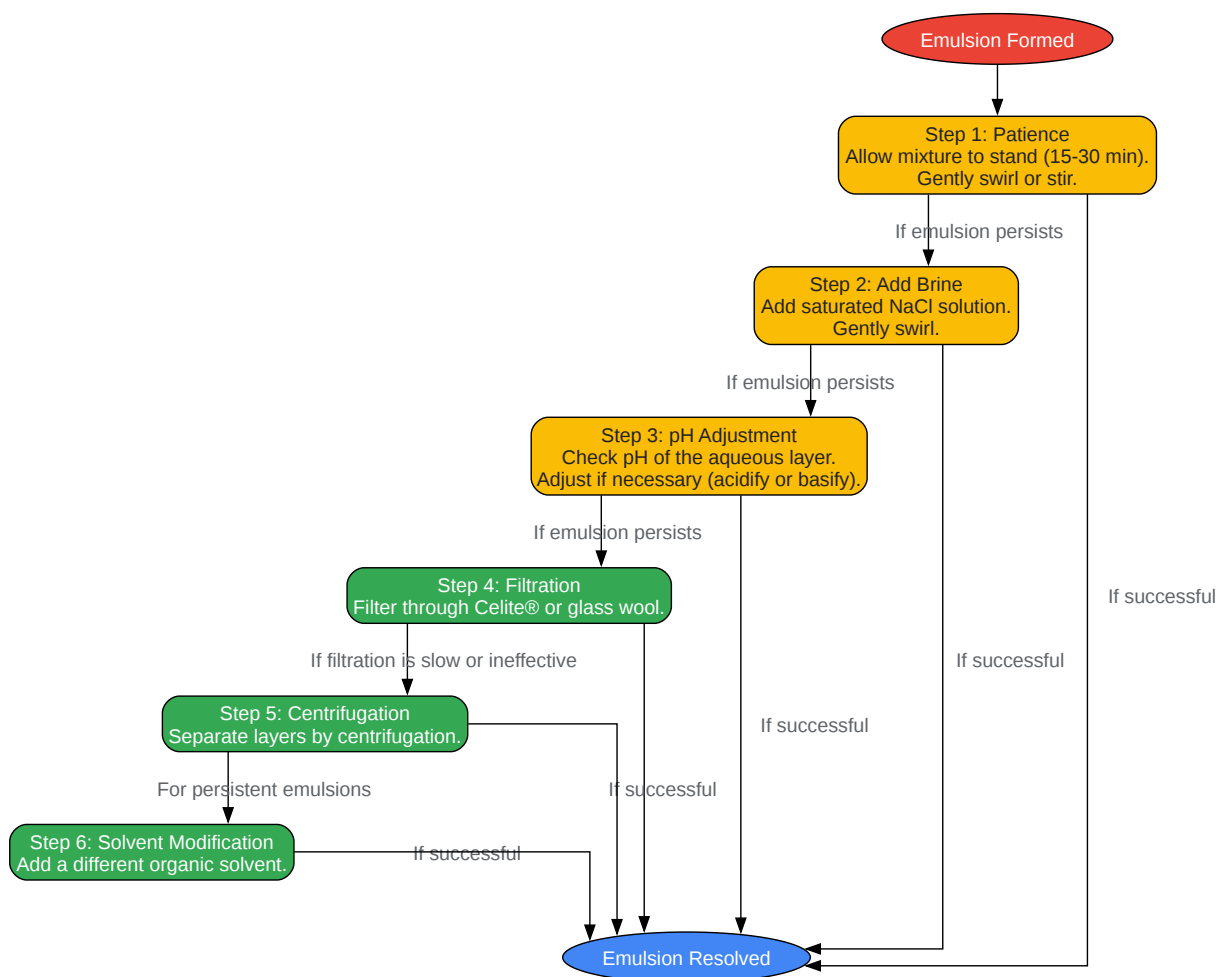 Emulsion Formed
Step 1: Patience
Allow mixture to stand (15-30 min).
Gently swirl or stir.
If emulsion persists
Step 2: Add Brine
Add saturated NaCl solution.
Gently swirl.
If emulsion persists
Step 3: pH Adjustment
Check pH of the aqueous layer.
Adjust if necessary (acidify or basify).
If emulsion persists
Step 4: Filtration
Filter through Celite® or glass wool.
If successful
If filtration is slow or ineffective
If successful
Step 5: Centrifugation
Separate layers by centrifugation.
If successful
For persistent emulsions
If successful
Step 6: Solvent Modification
Add a different organic solvent.
If successful
Emulsion Resolved